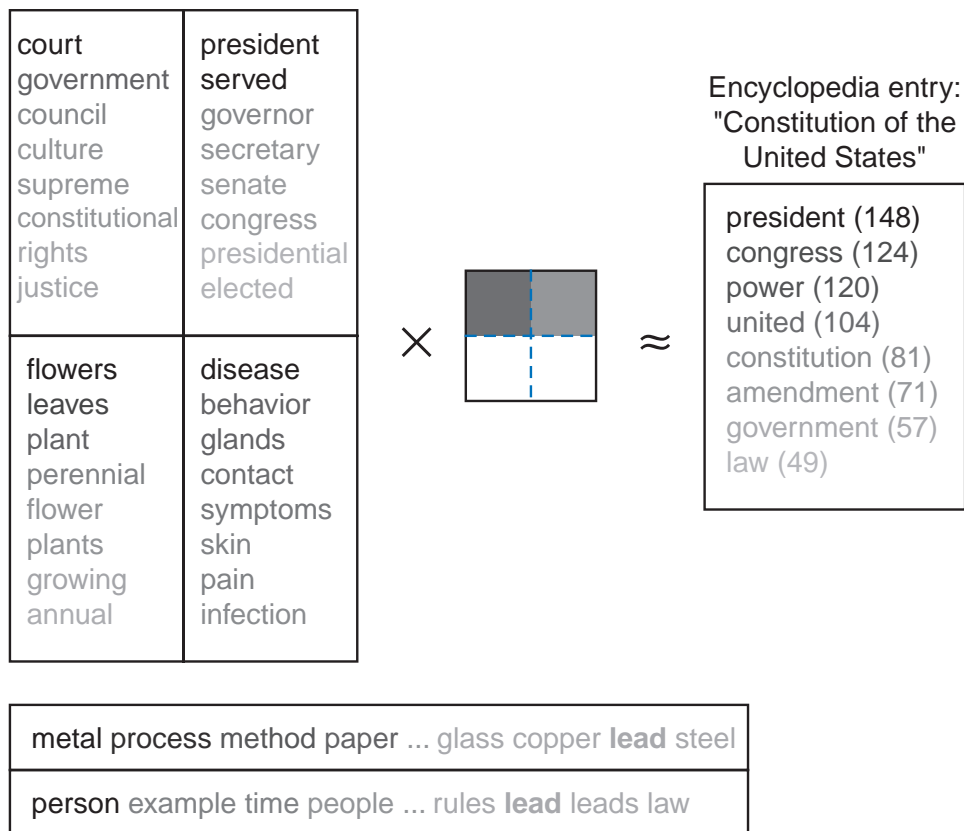 court
government
council
culture
supreme
constitutional
rights
justice
president
served
governor
secretary
senate
congress
presidential
elected
flowers
leaves
plant
perennial
flower
plants
growing
annual
disease
behavior
glands
contact
symptoms
skin
pain
infection
×
≈
Encyclopedia entry:
"Constitution of the
United States"
president (148)
congress (124)
power (120)
united (104)
constitution (81)
amendment (71)
government (57)
law (49)
metal process method paper ... glass copper lead steel
person example time people ... rules lead leads law